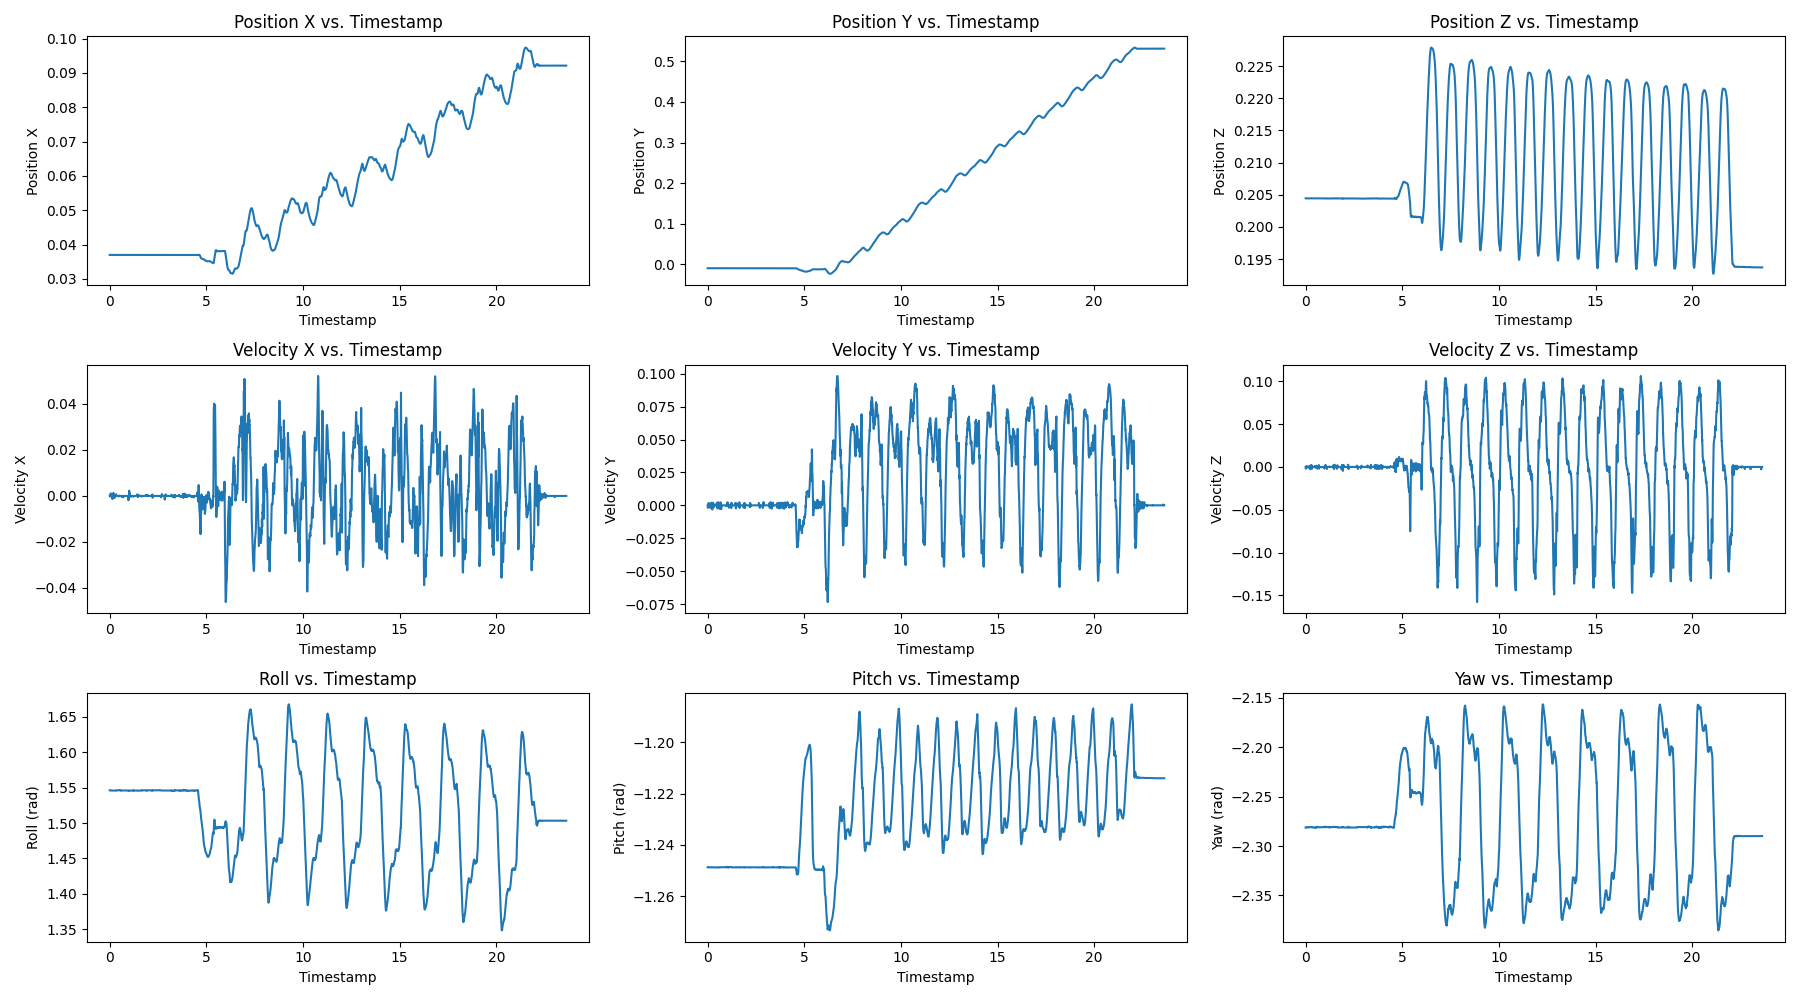 Position X vs. Timestamp
Position X
0.10
0.09
0.08
0.07
0.06
0.05
0.04
0.03
0 5 10 15 20
Timestamp
Position Y vs. Timestamp
Position Y
0.5
0.4
0.3
0.2
0.1
0.0
0 5 10 15 20
Timestamp
Position Z vs. Timestamp
Position Z
0.225
0.220
0.215
0.210
0.205
0.200
0.195
0 5 10 15 20
Timestamp
Velocity X vs. Timestamp
Velocity X
0.04
0.02
0.00
−0.02
−0.04
0 5 10 15 20
Timestamp
Velocity Y vs. Timestamp
Velocity Y
0.100
0.075
0.050
0.025
0.000
−0.025
−0.050
−0.075
0 5 10 15 20
Timestamp
Velocity Z vs. Timestamp
Velocity Z
0.10
0.05
0.00
−0.05
−0.10
−0.15
0 5 10 15 20
Timestamp
Roll vs. Timestamp
Roll (rad)
1.65
1.60
1.55
1.50
1.45
1.40
1.35
0 5 10 15 20
Timestamp
Pitch vs. Timestamp
Pitch (rad)
−1.20
−1.22
−1.24
−1.26
0 5 10 15 20
Timestamp
Yaw vs. Timestamp
Yaw (rad)
−2.15
−2.20
−2.25
−2.30
−2.35
0 5 10 15 20
Timestamp